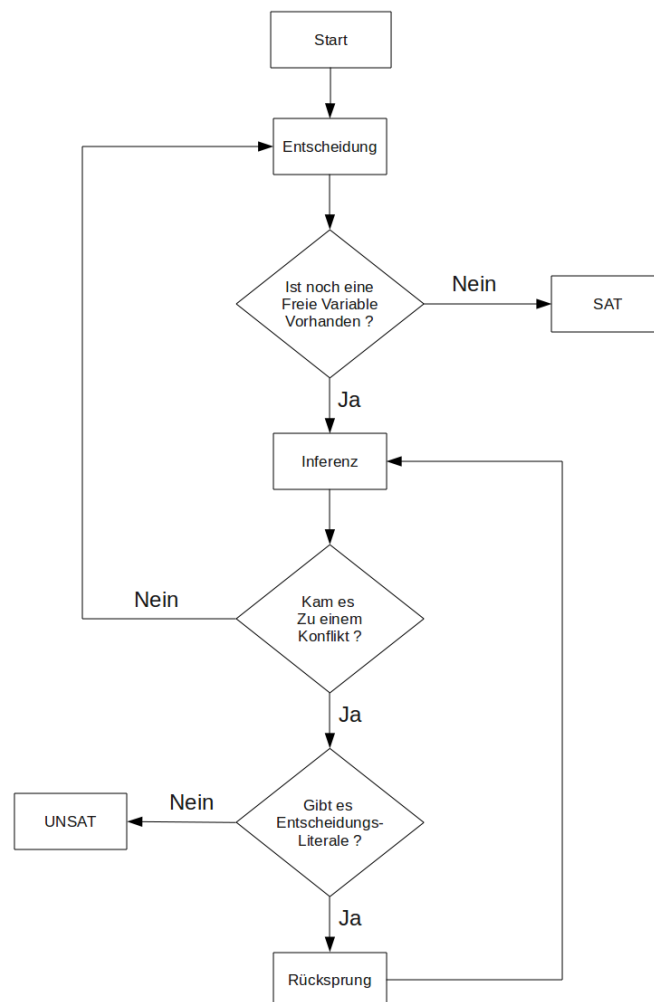 Start
Entscheidung
Ist noch eine
Freie Variable
Vorhanden ?
Nein
SAT
Ja
Inferenz
Nein
Kam es
Zu einem
Konflikt ?
Ja
UNSAT
Nein
Gibt es
Entscheidungs-
Literale ?
Ja
Rücksprung